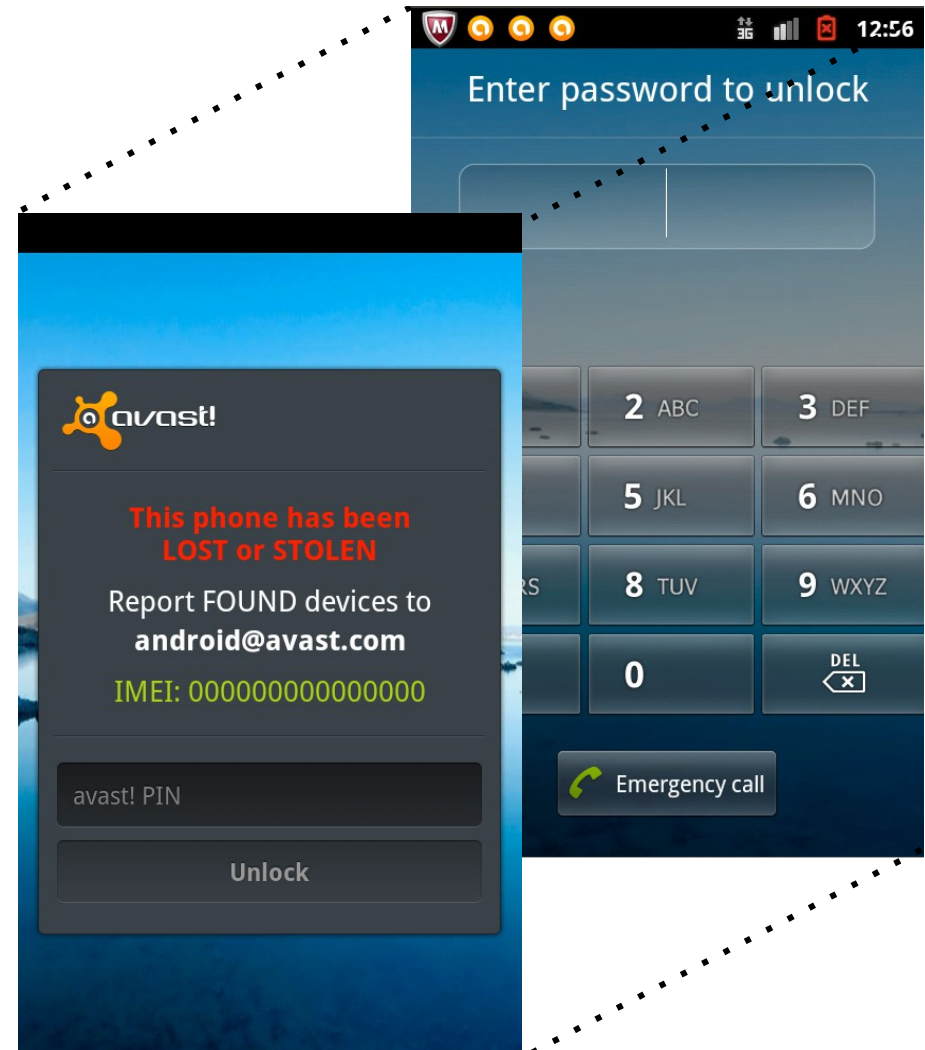 3G
12:56
Enter password to unlock
2 ABC
3 DEF
5 JKL
6 MNO
RS
8 TUV
9 WXYZ
0
DEL
Emergency call
avast!
This phone has been
LOST or STOLEN
Report FOUND devices to
android@avast.com
IMEI: 000000000000000
avast! PIN
Unlock